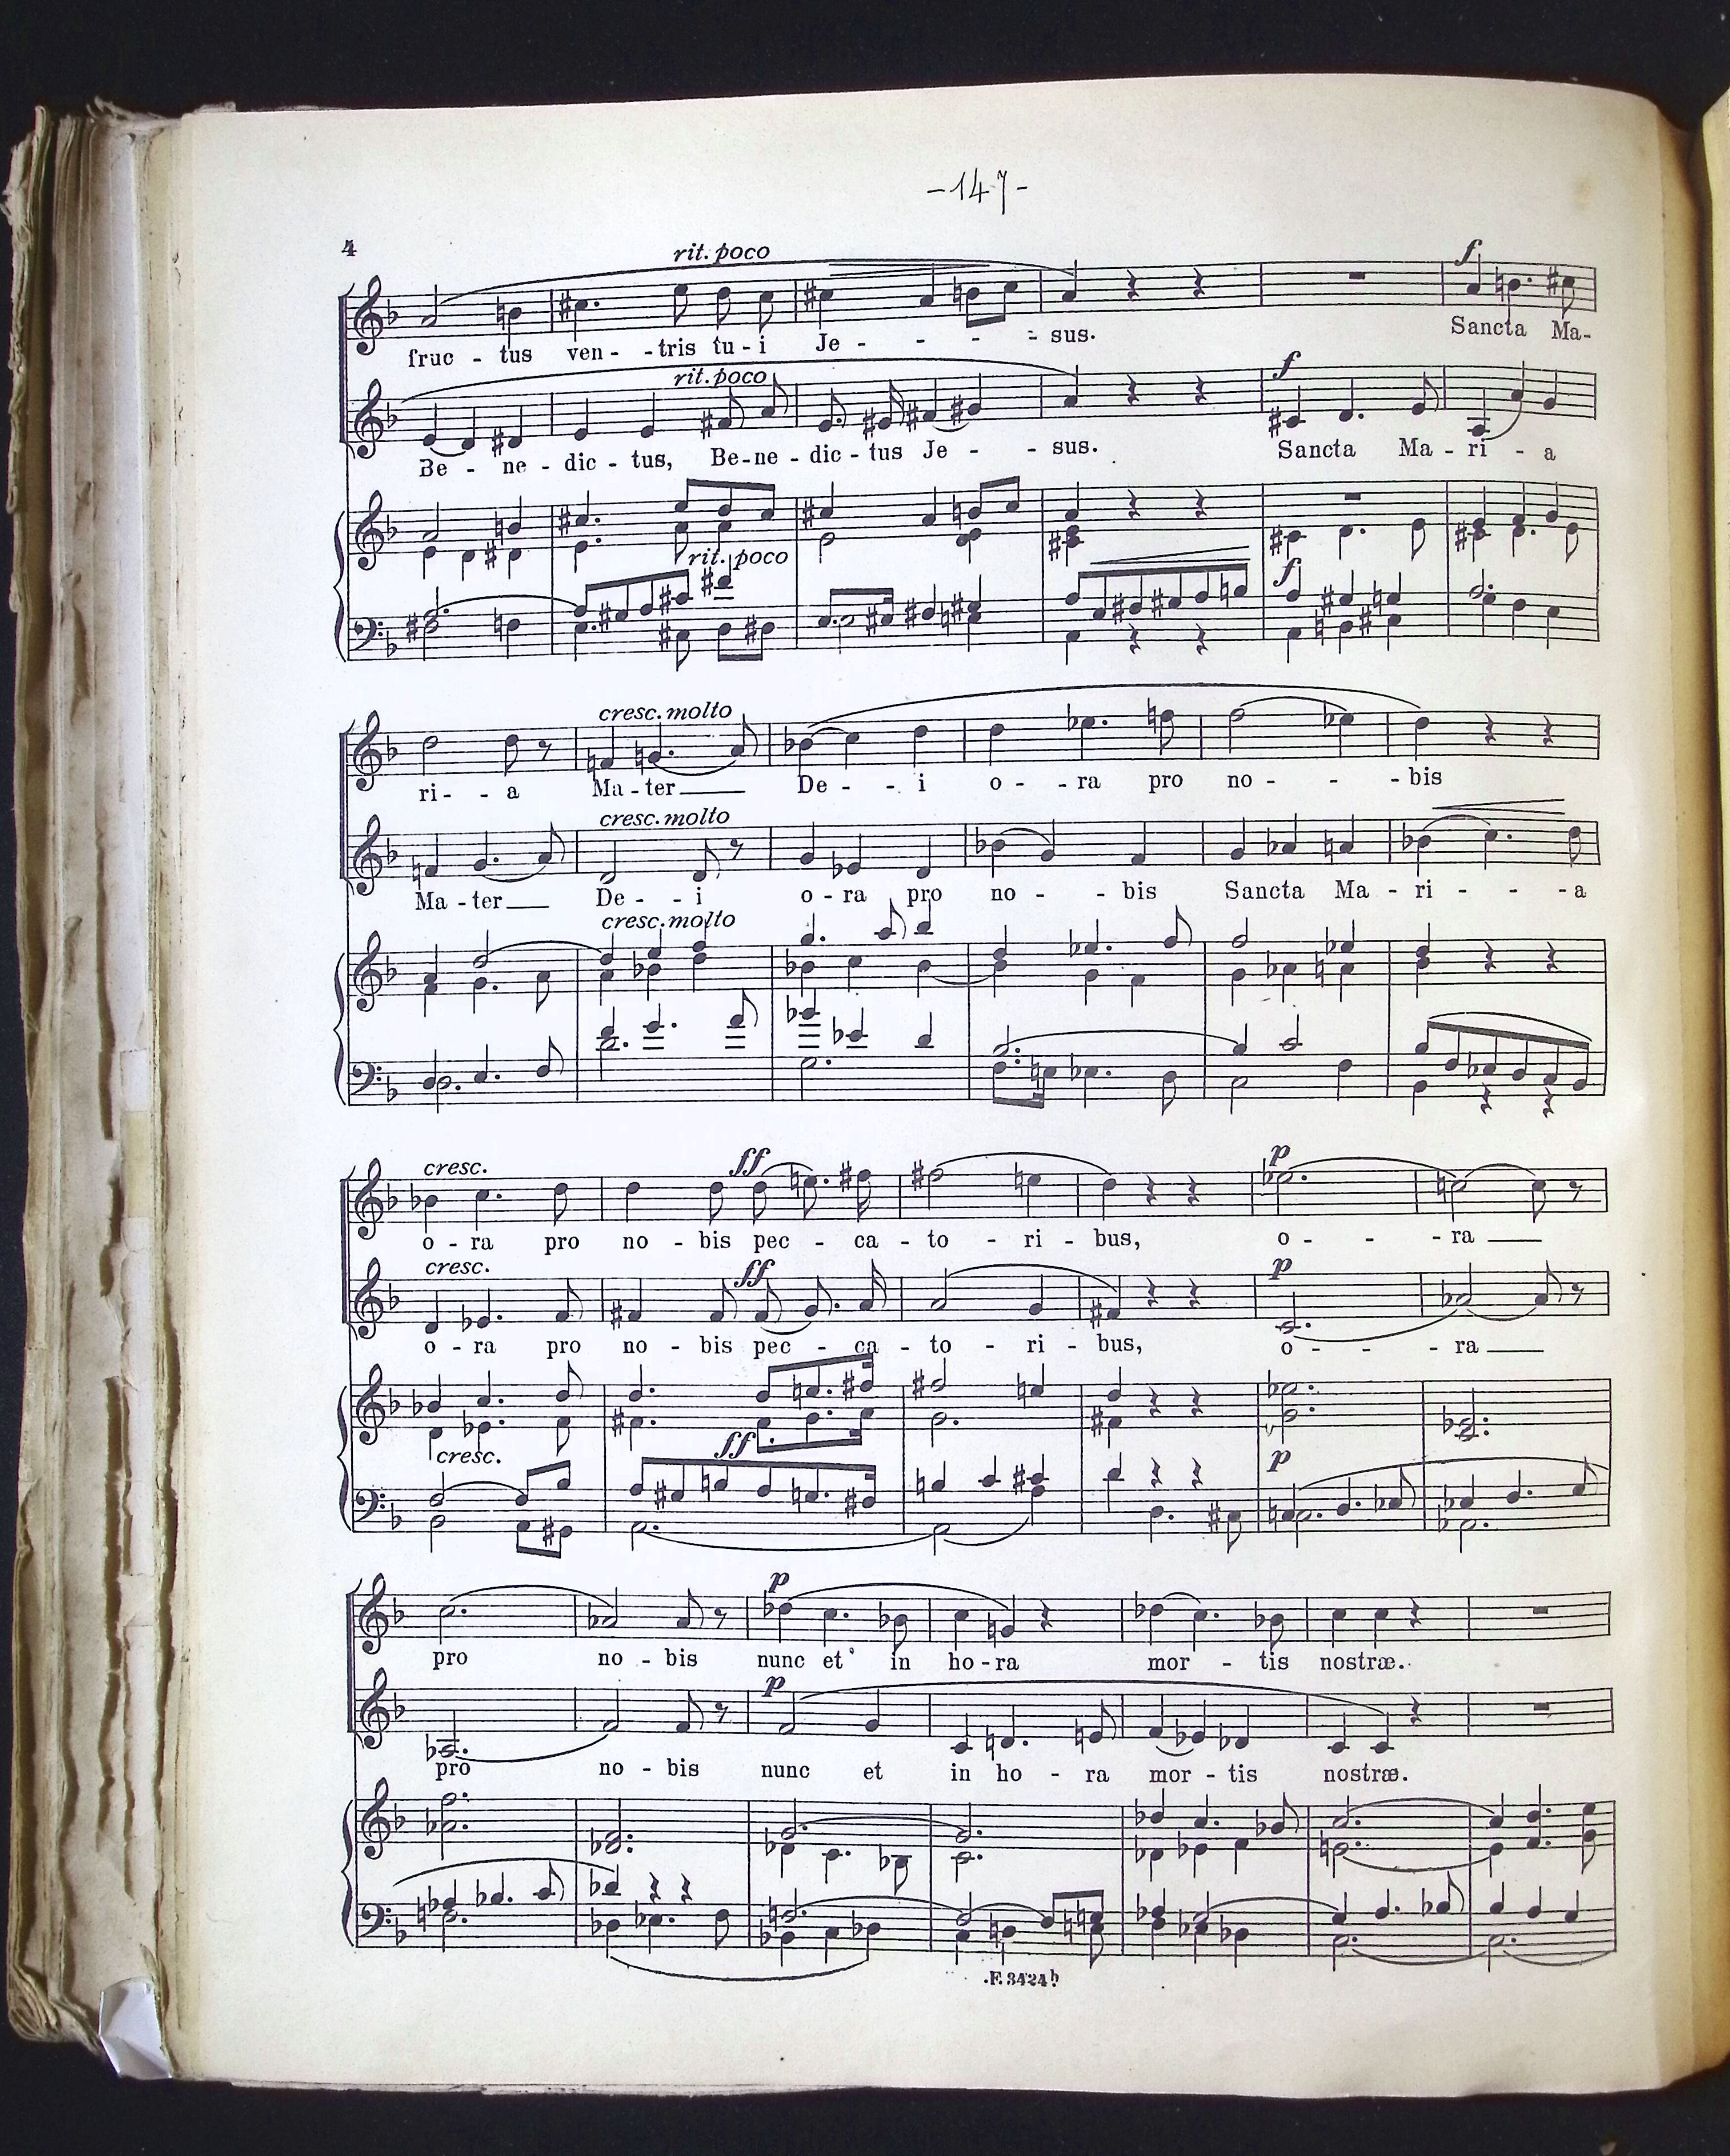 -147-
4
rit. poco
f
fruc - tus ven - - tris tu - i Je - - - - sus. Sancta Ma-
rit. poco
f
Be - ne - dic - tus, Be - ne - dic - tus Je - - sus. Sancta Ma - ri - a
rit. poco
f
cresc. molto
ri - - a Ma - ter De - - i o - - ra pro no - - - bis
cresc. molto
Ma - ter De - - i o - ra pro no - - bis Sancta Ma - ri - - - a
cresc. molto
cresc.
ff
p
o - ra pro no - bis pec - ca - to - ri - bus, o - - - ra
cresc.
ff
p
o - ra pro no - bis pec - ca - to - ri - bus, o - - - ra
cresc.
ff
p
p
pro no - bis nunc et in ho - ra mor - tis nostræ.
p
pro no - bis nunc et in ho - ra mor - tis nostræ.
F. 3424 h